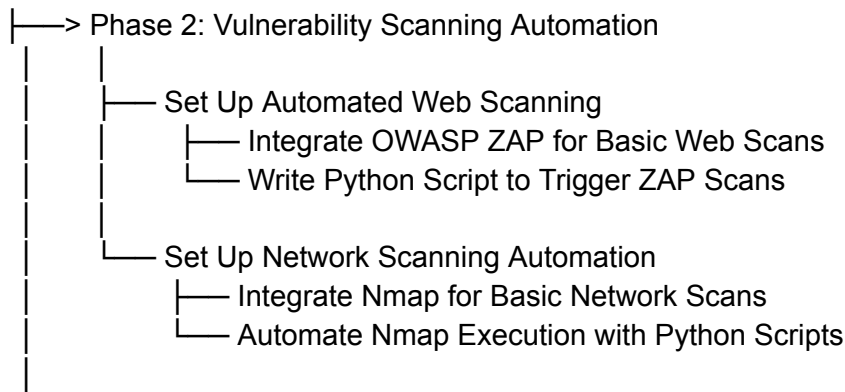 ├──> Phase 2: Vulnerability Scanning Automation
├── Set Up Automated Web Scanning
├── Integrate OWASP ZAP for Basic Web Scans
└── Write Python Script to Trigger ZAP Scans
└── Set Up Network Scanning Automation
├── Integrate Nmap for Basic Network Scans
└── Automate Nmap Execution with Python Scripts